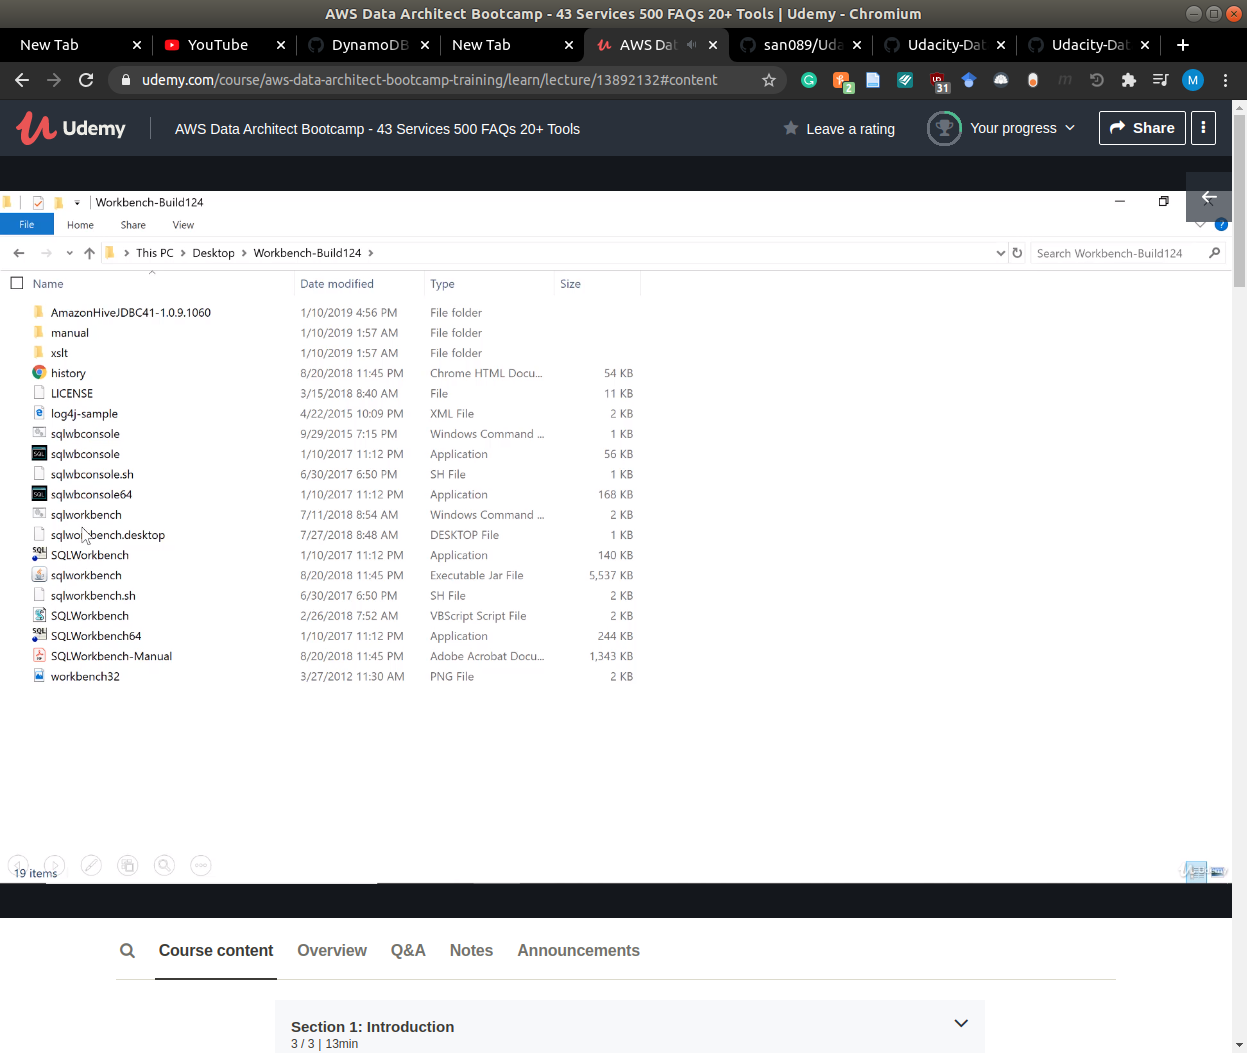 AWS Data Architect Bootcamp - 43 Services 500 FAQs 20+ Tools | Udemy - Chromium
New Tab YouTube DynamoDB New Tab AWS Dat san089/Uda Udacity-Dat Udacity-Dat
udemy.com/course/aws-data-architect-bootcamp-training/learn/lecture/13892132#content
2 31 M
Udemy AWS Data Architect Bootcamp - 43 Services 500 FAQs 20+ Tools Leave a rating Your progress Share
Workbench-Build124
File Home Share View
This PC Desktop Workbench-Build124 Search Workbench-Build124
Name Date modified Type Size
AmazonHiveJDBC41-1.0.9.1060 1/10/2019 4:56 PM File folder
manual 1/10/2019 1:57 AM File folder
xslt 1/10/2019 1:57 AM File folder
history 8/20/2018 11:45 PM Chrome HTML Docu... 54 KB
LICENSE 3/15/2018 8:40 AM File 11 KB
log4j-sample 4/22/2015 10:09 PM XML File 2 KB
sqlwbconsole 9/29/2015 7:15 PM Windows Command ... 1 KB
sqlwbconsole 1/10/2017 11:12 PM Application 56 KB
sqlwbconsole.sh 6/30/2017 6:50 PM SH File 1 KB
sqlwbconsole64 1/10/2017 11:12 PM Application 168 KB
sqlworkbench 7/11/2018 8:54 AM Windows Command ... 2 KB
sqlworkbench.desktop 7/27/2018 8:48 AM DESKTOP File 1 KB
SQLWorkbench 1/10/2017 11:12 PM Application 140 KB
sqlworkbench 8/20/2018 11:45 PM Executable Jar File 5,537 KB
sqlworkbench.sh 6/30/2017 6:50 PM SH File 2 KB
SQLWorkbench 2/26/2018 7:52 AM VBScript Script File 2 KB
SQLWorkbench64 1/10/2017 11:12 PM Application 244 KB
SQLWorkbench-Manual 8/20/2018 11:45 PM Adobe Acrobat Docu... 1,343 KB
workbench32 3/27/2012 11:30 AM PNG File 2 KB
19 items
Course content Overview Q&A Notes Announcements
Section 1: Introduction
3 / 3 | 13min